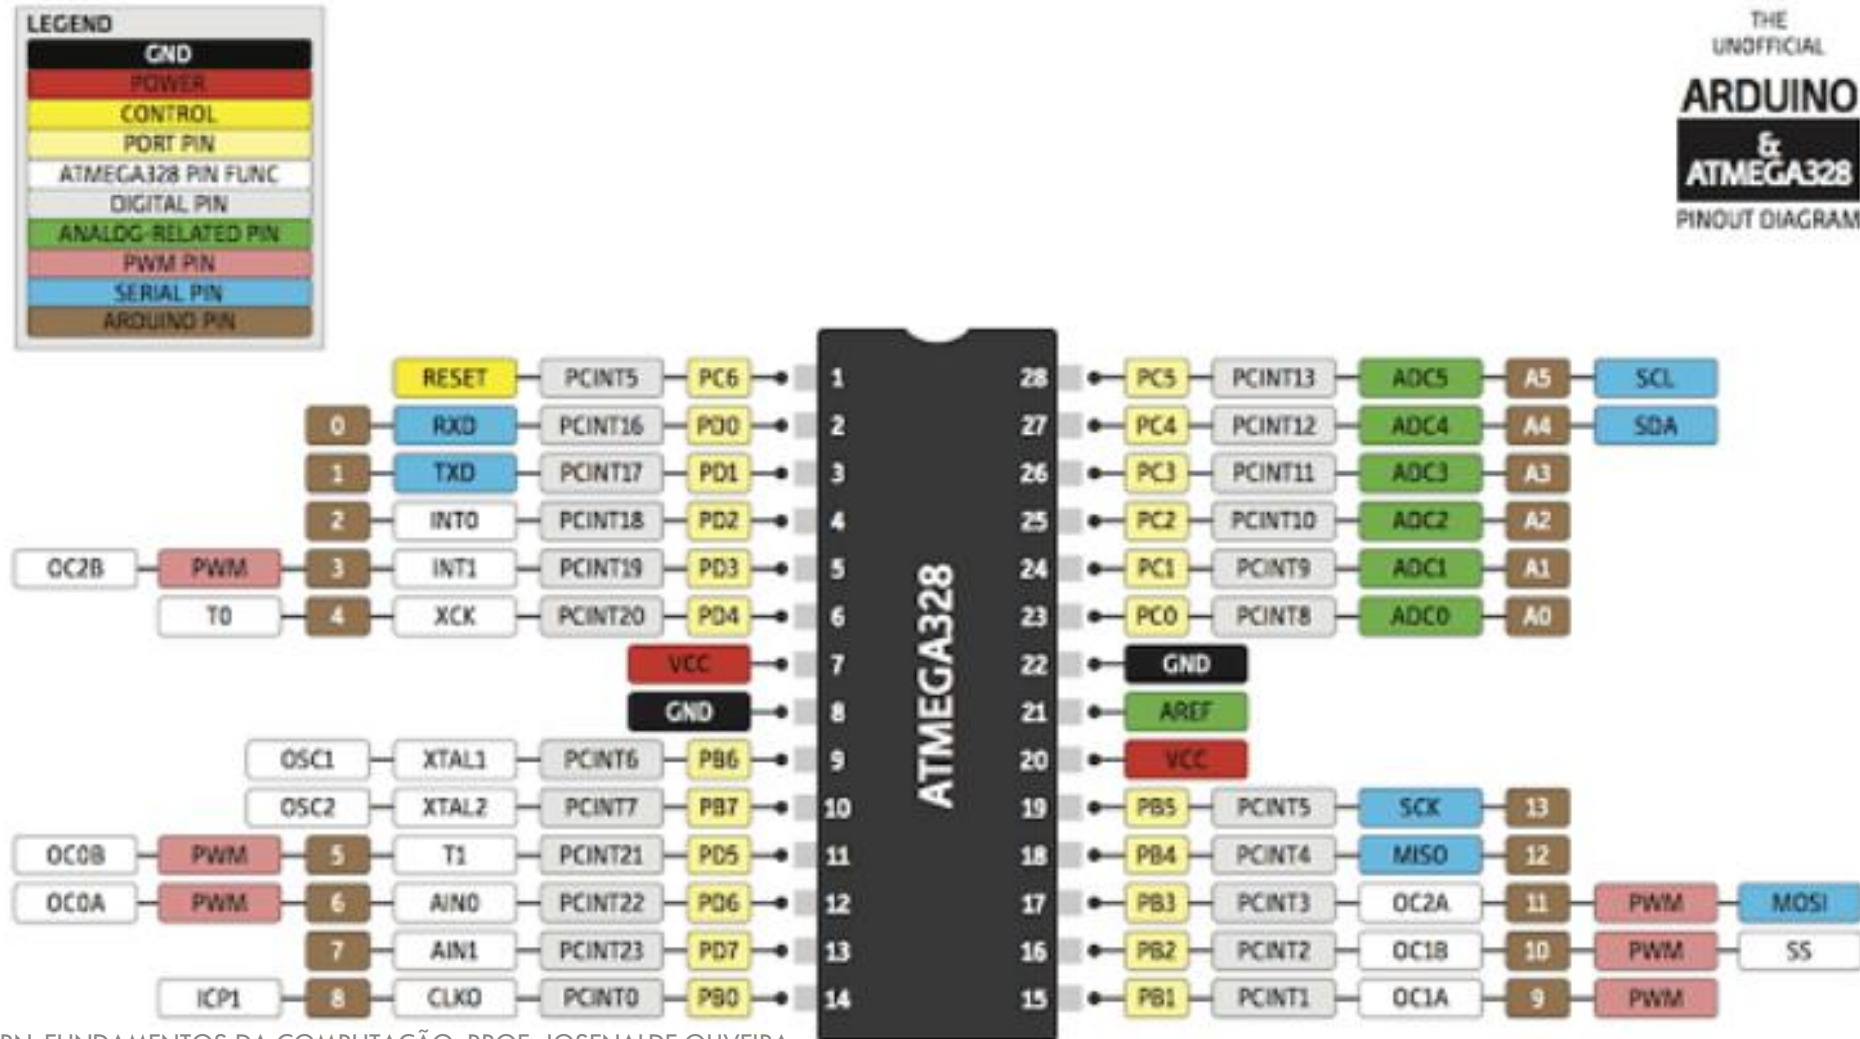 LEGEND
GND
POWER
CONTROL
PORT PIN
ATMEGA328 PIN FUNC
DIGITAL PIN
ANALOG-RELATED PIN
PWM PIN
SERIAL PIN
ARDUINO PIN
THE
UNOFFICIAL
ARDUINO
&
ATMEGA328
PINOUT DIAGRAM
RESET PCINT5 PC6 1 28 PC5 PCINT13 ADC5 A5 SCL
0 RXD PCINT16 PD0 2 27 PC4 PCINT12 ADC4 A4 SDA
1 TXD PCINT17 PD1 3 26 PC3 PCINT11 ADC3 A3
2 INT0 PCINT18 PD2 4 25 PC2 PCINT10 ADC2 A2
OC2B PWM 3 INT1 PCINT19 PD3 5 24 PC1 PCINT9 ADC1 A1
T0 4 XCK PCINT20 PD4 6 23 PC0 PCINT8 ADC0 A0
VCC 7 22 GND
GND 8 21 AREF
OSC1 XTAL1 PCINT6 PB6 9 20 VCC
OSC2 XTAL2 PCINT7 PB7 10 19 PB5 PCINT5 SCK 13
OC0B PWM 5 T1 PCINT21 PD5 11 18 PB4 PCINT4 MISO 12
OC0A PWM 6 AIN0 PCINT22 PD6 12 17 PB3 PCINT3 OC2A 11 PWM MOSI
7 AIN1 PCINT23 PD7 13 16 PB2 PCINT2 OC1B 10 PWM SS
ICP1 8 CLKO PCINT0 PB0 14 15 PB1 PCINT1 OC1A 9 PWM
ATMEGA328
FUNDAMENTOS DA COMPUTAÇÃO PROF. JOSENALDE OLIVEIRA